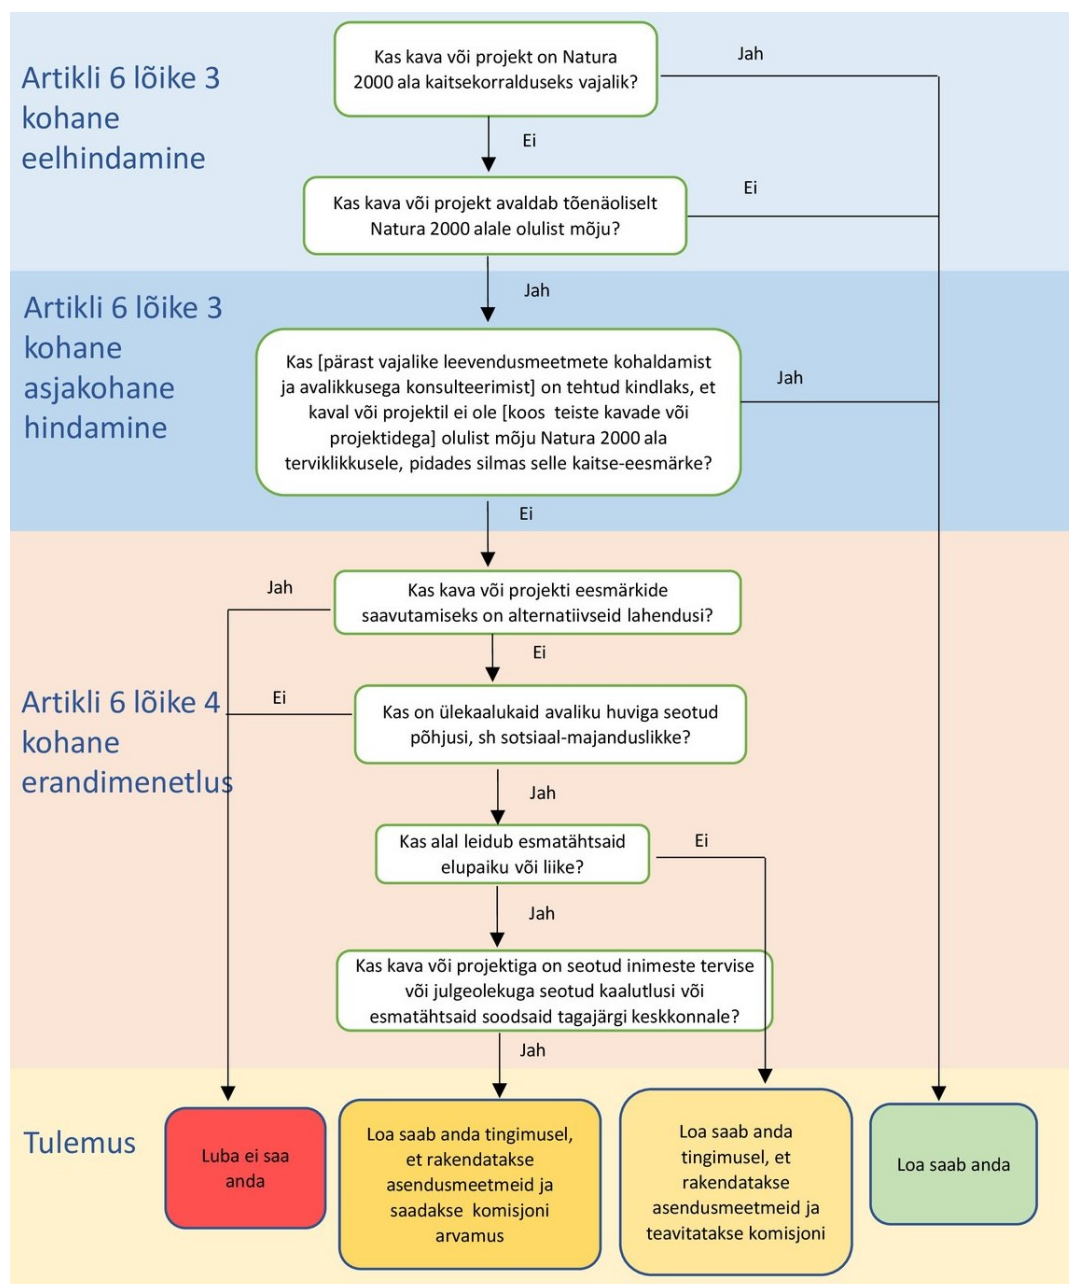 Artikli 6 lõike 3
kohane
eelhindamine
Kas kava või projekt on Natura
2000 ala kaitsekorralduseks vajalik?
Jah
Ei
Kas kava või projekt avaldab tõenäoliselt
Natura 2000 alale olulist mõju?
Ei
Jah
Artikli 6 lõike 3
kohane
asjakohane
hindamine
Kas [pärast vajalike leevendusmeetmete kohaldamist
ja avalikkusega konsulteerimist] on tehtud kindlaks, et
kaval või projektil ei ole [koos teiste kavade või
projektidega] olulist mõju Natura 2000 ala
terviklikkusele, pidades silmas selle kaitse-eesmärke?
Jah
Ei
Artikli 6 lõike 4
kohane
erandimenetlus
Kas kava või projekti eesmärkide
saavutamiseks on alternatiivseid lahendusi?
Jah
Ei
Kas on ülekaalukaid avaliku huviga seotud
põhjusi, sh sotsiaal-majanduslikke?
Ei
Jah
Kas alal leidub esmatähtsaid
elupaiku või liike?
Ei
Jah
Kas kava või projektiga on seotud inimeste tervise
või julgeolekuga seotud kaalutlusi või
esmatähtsaid soodsaid tagajärgi keskkonnale?
Jah
Tulemus
Luba ei saa
anda
Loa saab anda tingimusel,
et rakendatakse
asendusmeetmeid ja
saadakse komisjoni
arvamus
Loa saab anda
tingimusel, et
rakendatakse
asendusmeetmeid ja
teavitatakse komisjoni
Loa saab anda